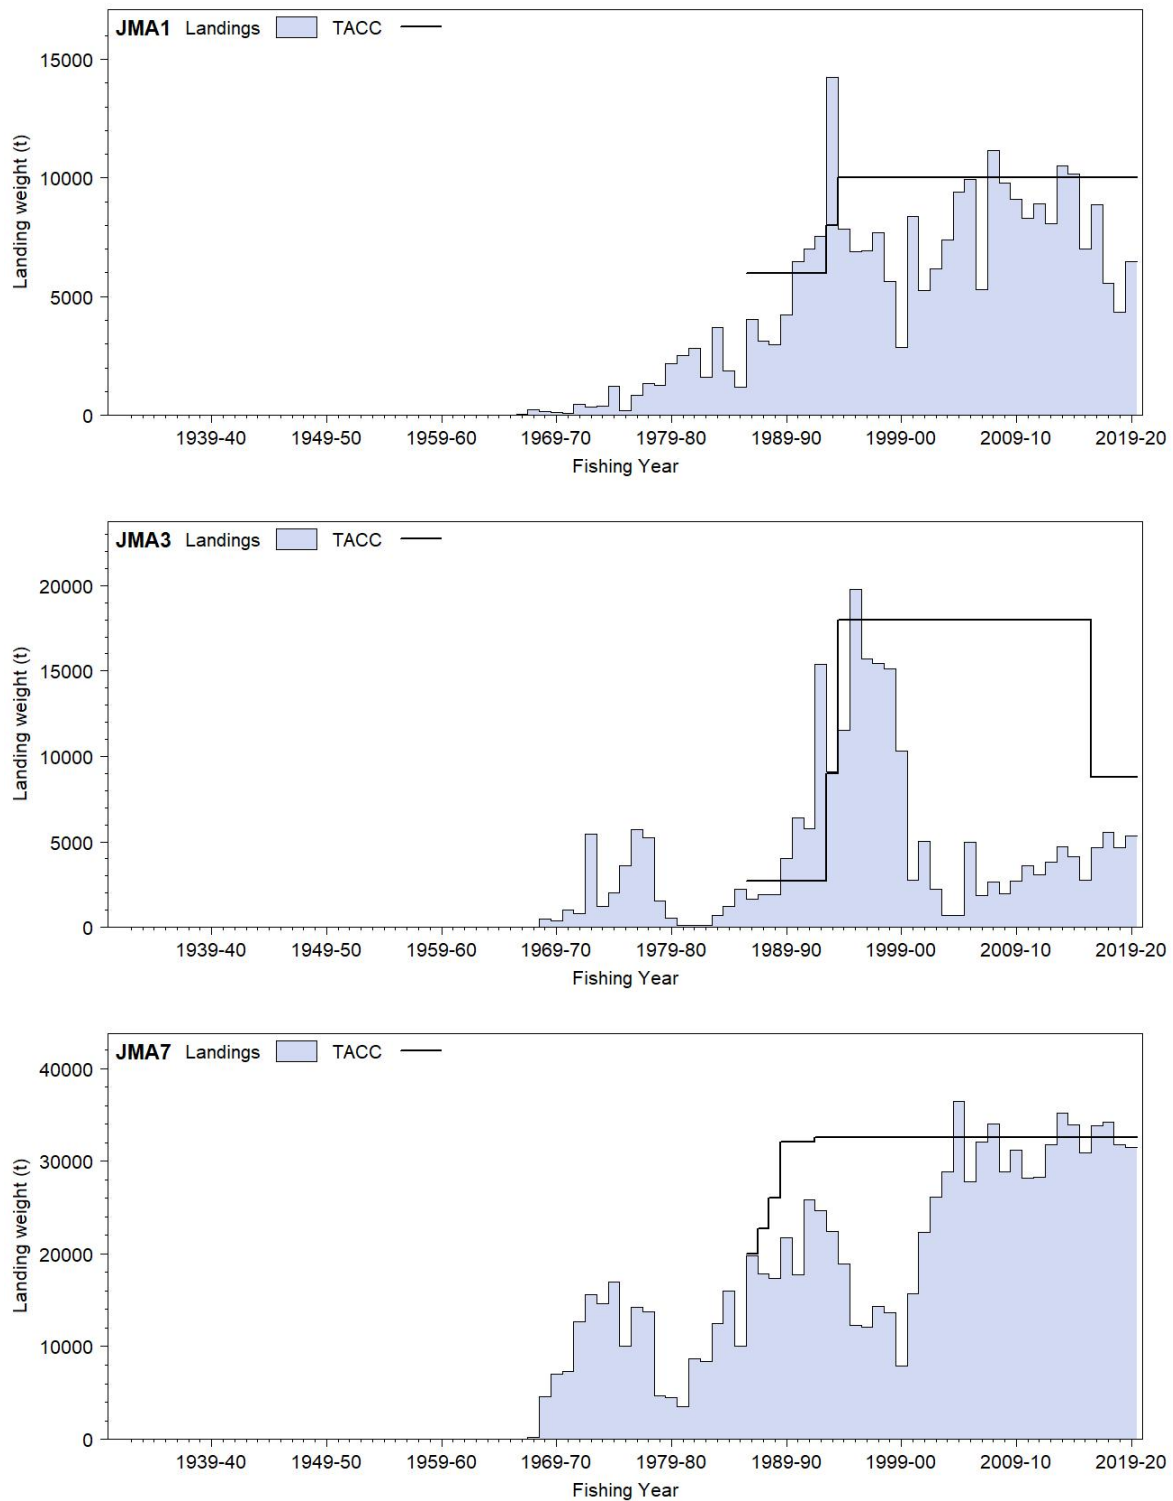 JMA1 Landings TACC
15000
10000
5000
0
Landing weight (t)
1939-40 1949-50 1959-60 1969-70 1979-80 1989-90 1999-00 2009-10 2019-20
Fishing Year
JMA3 Landings TACC
20000
15000
10000
5000
0
Landing weight (t)
1939-40 1949-50 1959-60 1969-70 1979-80 1989-90 1999-00 2009-10 2019-20
Fishing Year
JMA7 Landings TACC
40000
30000
20000
10000
0
Landing weight (t)
1939-40 1949-50 1959-60 1969-70 1979-80 1989-90 1999-00 2009-10 2019-20
Fishing Year